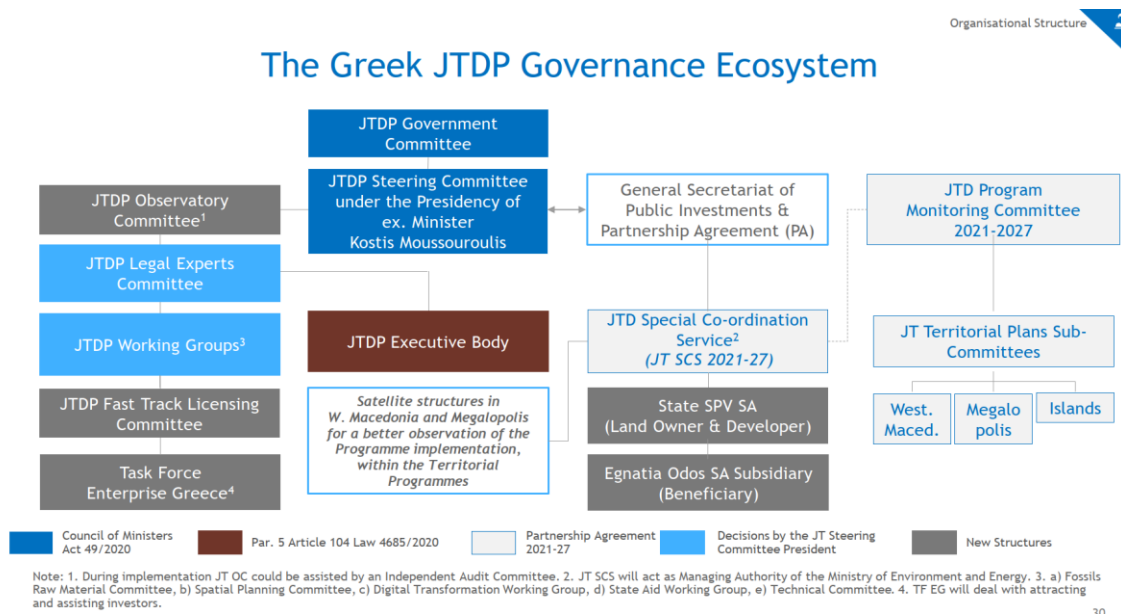 Organisational Structure
The Greek JTDP Governance Ecosystem
JTDP Government
Committee
JTDP Steering Committee
under the Presidency of
ex. Minister
Kostis Moussouroulis
JTDP Observatory
Committee¹
General Secretariat of
Public Investments &
Partnership Agreement (PA)
JTD Program
Monitoring Committee
2021-2027
JTDP Legal Experts
Committee
JTDP Working Groups³
JTDP Executive Body
JTD Special Co-ordination
Service²
(JT SCS 2021-27)
JT Territorial Plans Sub-
Committees
JTDP Fast Track Licensing
Committee
Satellite structures in
W. Macedonia and Megalopolis
for a better observation of the
Programme implementation,
within the Territorial
Programmes
State SPV SA
(Land Owner & Developer)
West.
Maced.
Megalo
polis
Islands
Task Force
Enterprise Greece⁴
Egnatia Odos SA Subsidiary
(Beneficiary)
Council of Ministers
Act 49/2020
Par. 5 Article 104 Law 4685/2020
Partnership Agreement
2021-27
Decisions by the JT Steering
Committee President
New Structures
Note: 1. During implementation JT OC could be assisted by an Independent Audit Committee. 2. JT SCS will act as Managing Authority of the Ministry of Environment and Energy. 3. a) Fossils
Raw Material Committee, b) Spatial Planning Committee, c) Digital Transformation Working Group, d) State Aid Working Group, e) Technical Committee. 4. TF EG will deal with attracting
and assisting investors.
30